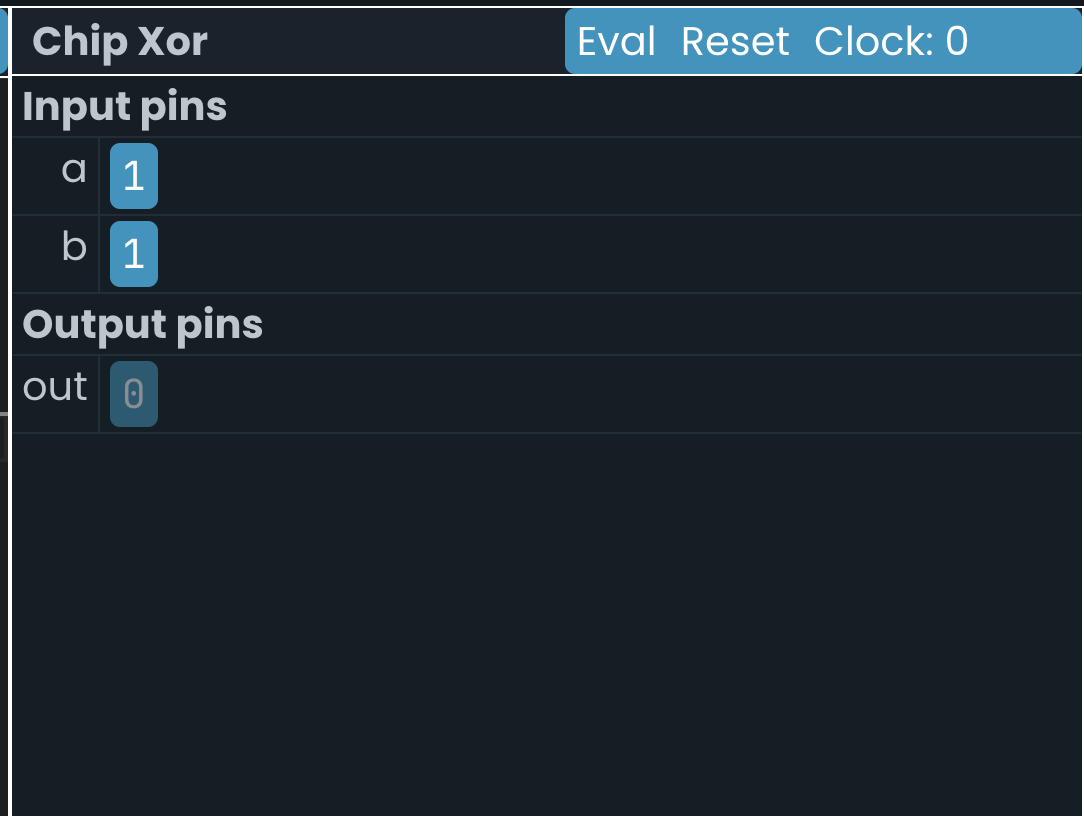 Chip Xor Eval Reset Clock: 0
Input pins
a 1
b 1
Output pins
out 0